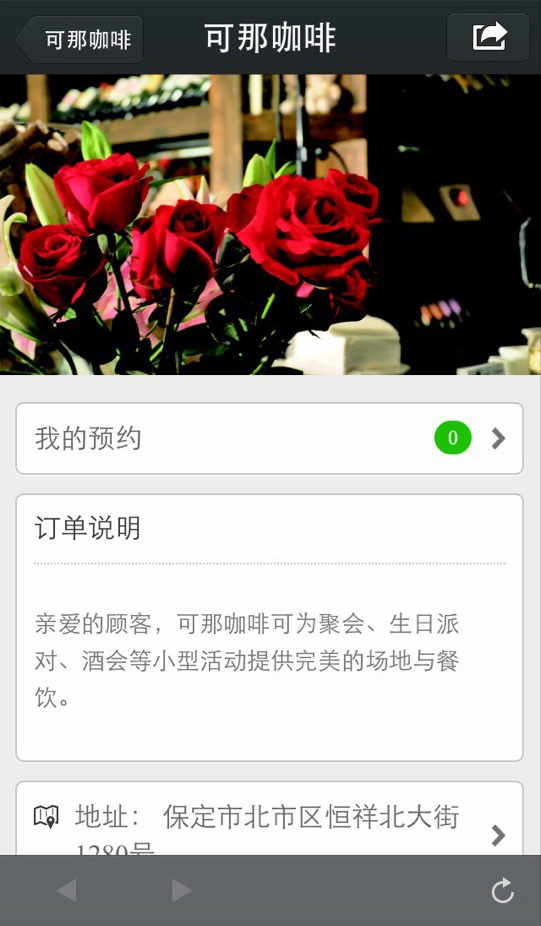 可那咖啡
可那咖啡
我的预约
0
订单说明
亲爱的顾客，可那咖啡可为聚会、生日派
对、酒会等小型活动提供完美的场地与餐
饮。
地址： 保定市北市区恒祥北大街
1280号